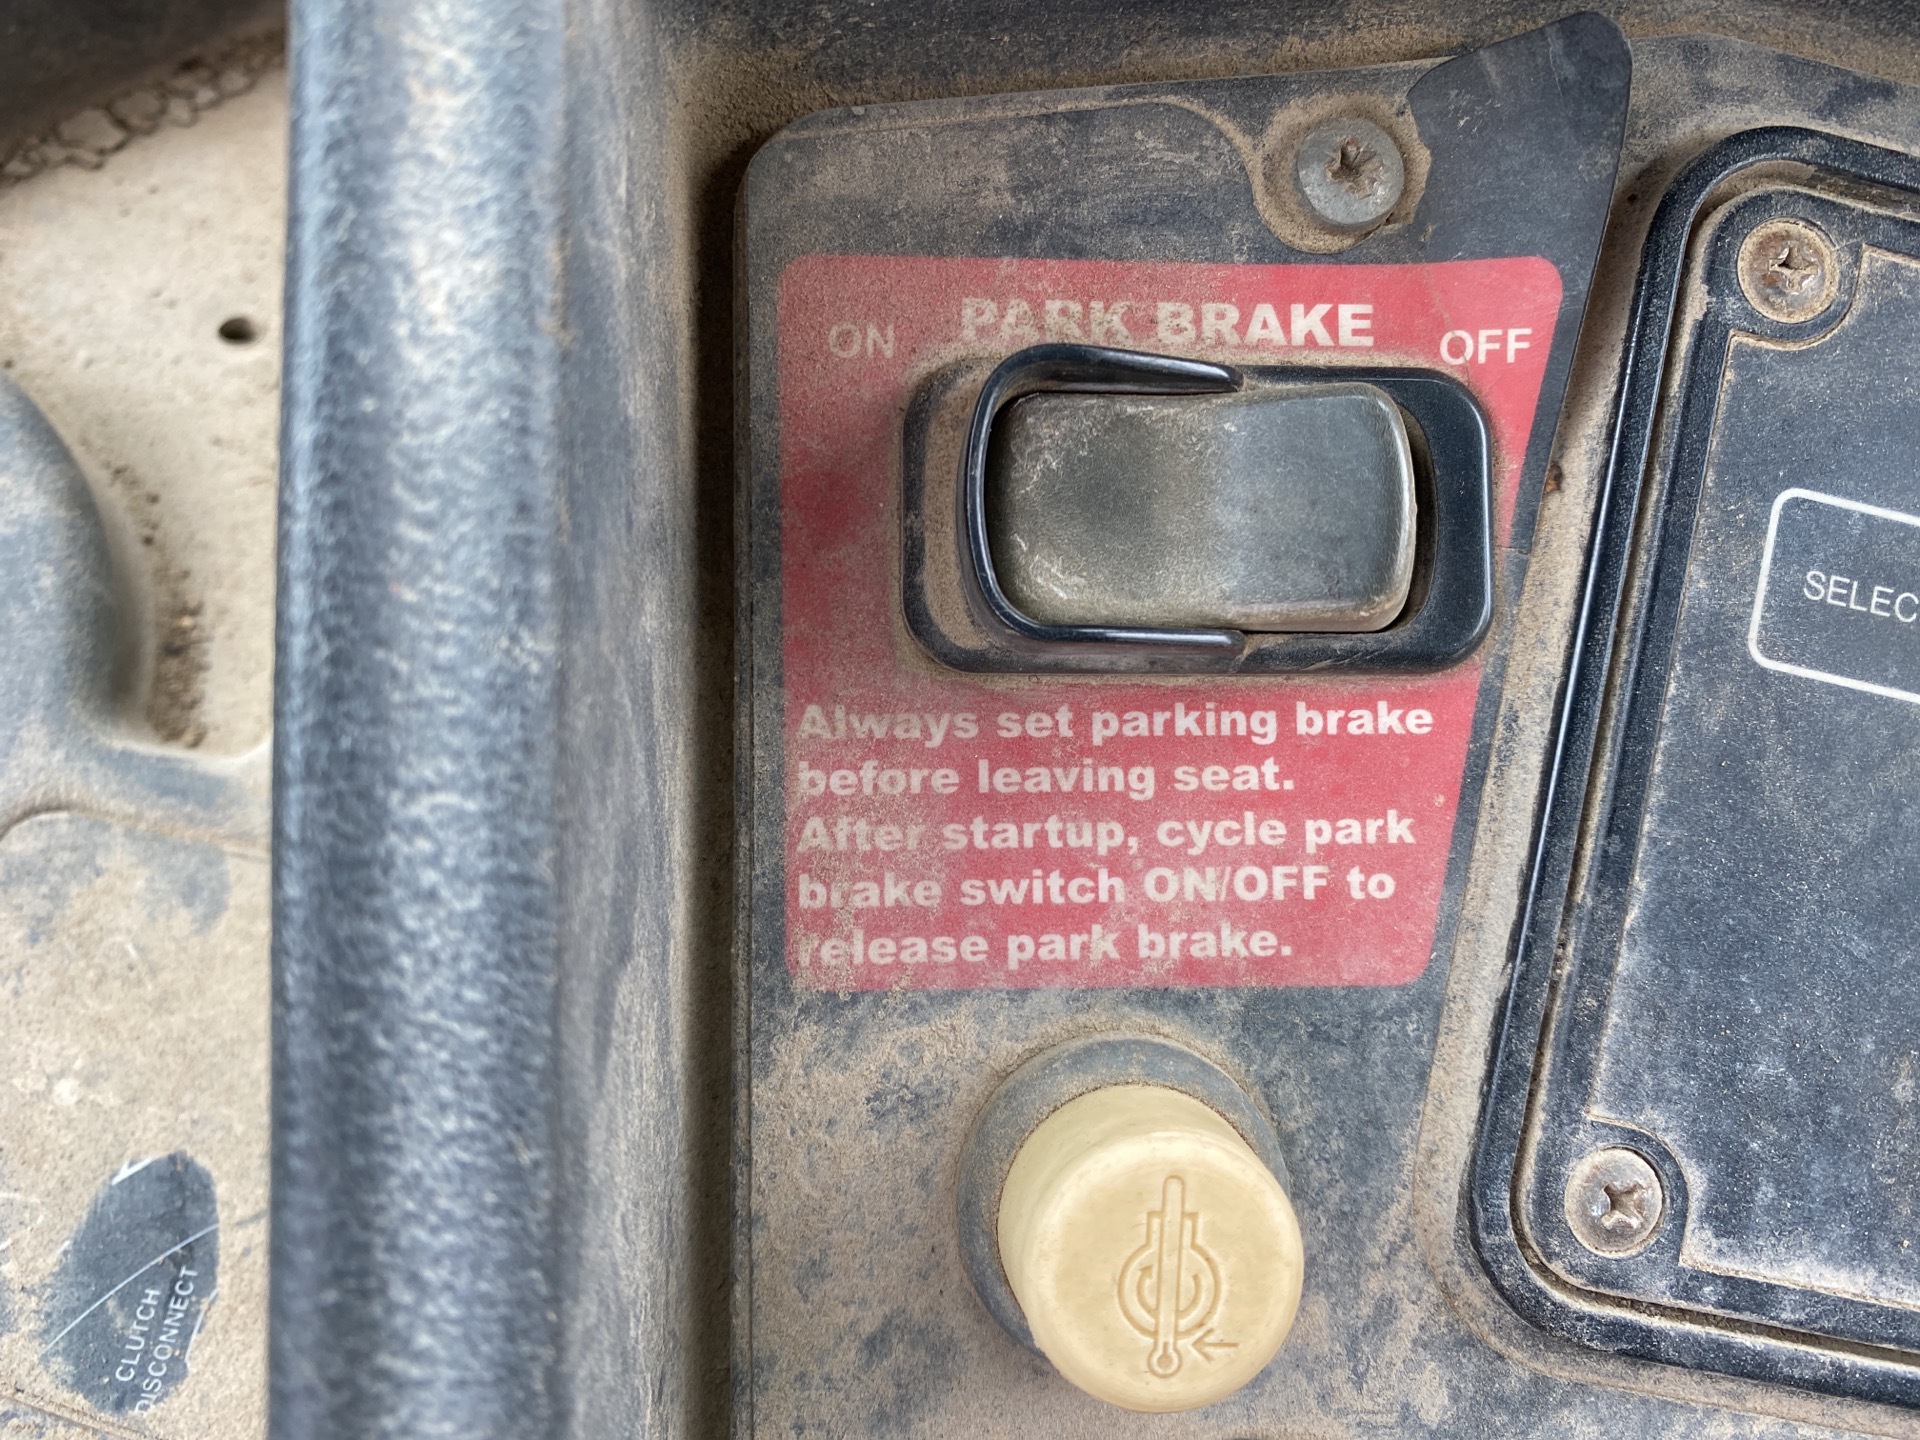 PARK BRAKE
ON
OFF
Always set parking brake
before leaving seat.
After startup, cycle park
brake switch ON/OFF to
release park brake.
SELEC
CLUTCH
DISCONNECT